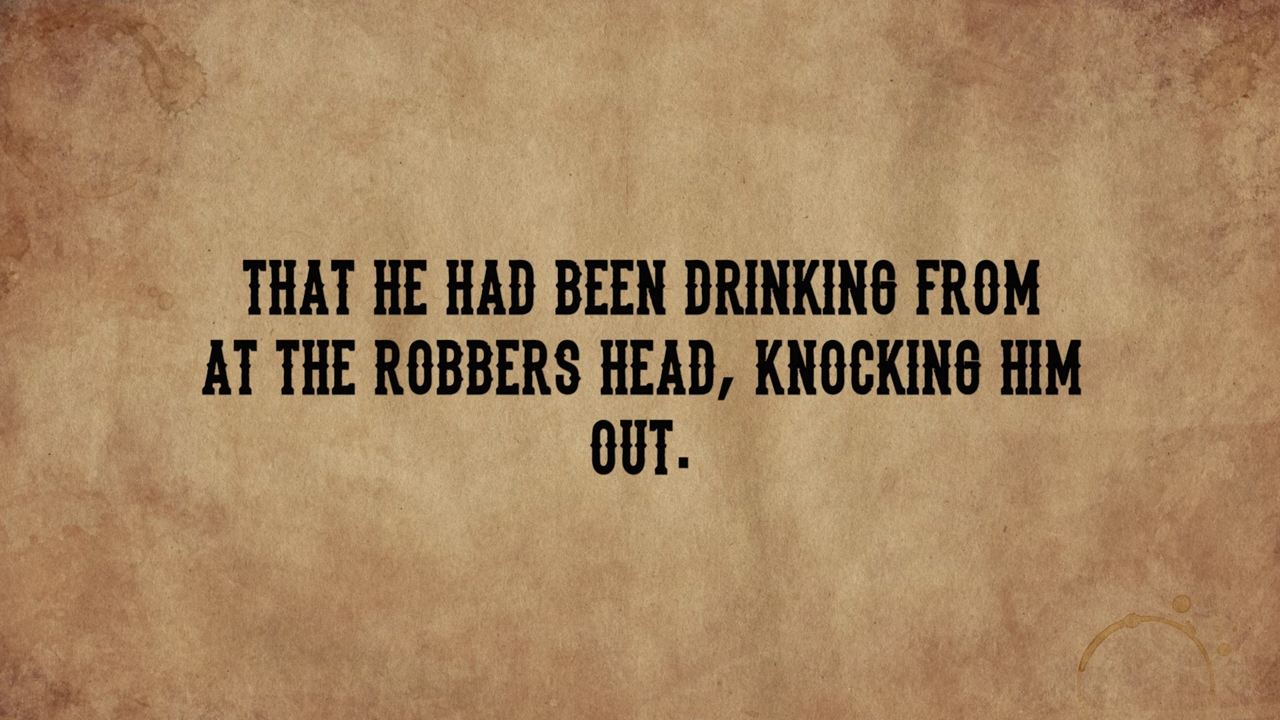 THAT HE HAD BEEN DRINKING FROM
AT THE ROBBERS HEAD, KNOCKING HIM
OUT.